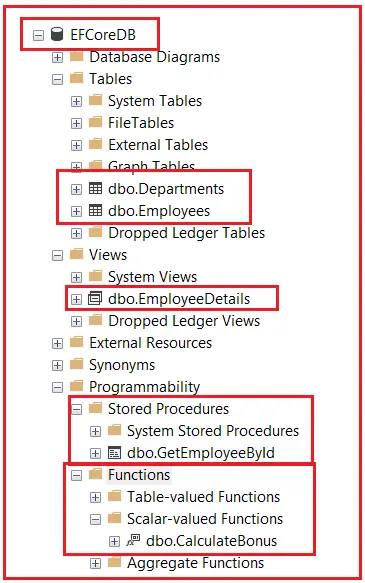 EFCoreDB
Database Diagrams
Tables
System Tables
FileTables
External Tables
Graph Tables
dbo.Departments
dbo.Employees
Dropped Ledger Tables
Views
System Views
dbo.EmployeeDetails
Dropped Ledger Views
External Resources
Synonyms
Programmability
Stored Procedures
System Stored Procedures
dbo.GetEmployeeById
Functions
Table-valued Functions
Scalar-valued Functions
dbo.CalculateBonus
Aggregate Functions